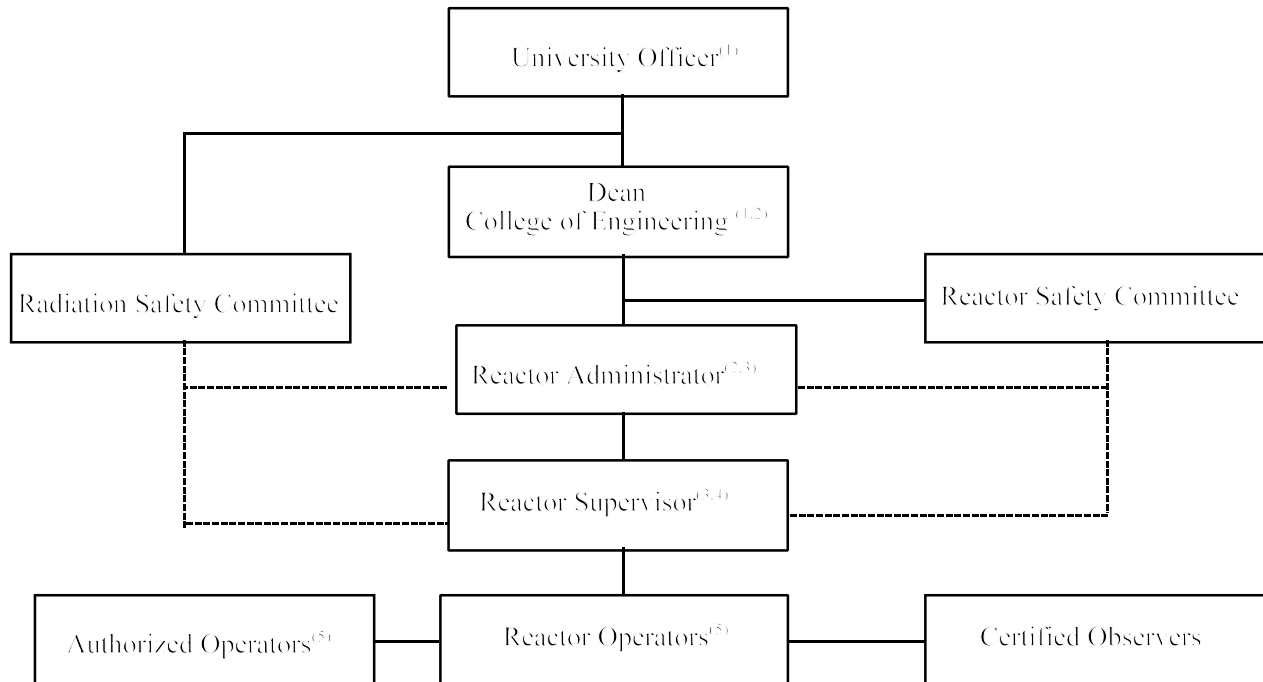 University Officer(1)
Dean
College of Engineering (1,2)
Radiation Safety Committee
Reactor Safety Committee
Reactor Administrator(2,3)
Reactor Supervisor(3,4)
Authorized Operators(5)
Reactor Operators(5)
Certified Observers